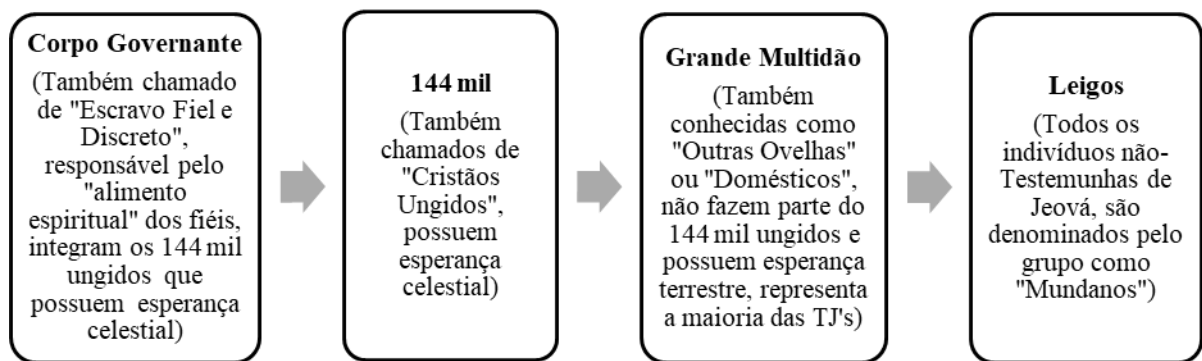 Corpo Governante
(Também chamado
de "Escravo Fiel e
Discreto",
responsável pelo
"alimento
espiritual" dos fiéis,
integram os 144 mil
ungidos que
possuem esperança
celestial)
144 mil
(Também
chamados de
"Cristãos
Ungidos",
possuem
esperança
celestial)
Grande Multidão
(Também
conhecidas como
"Outras Ovelhas"
ou "Domésticos",
não fazem parte do
144 mil ungidos e
possuem esperança
terrestre, representa
a maioria das TJ's)
Leigos
(Todos os
indivíduos não-
Testemunhas de
Jeová, são
denominados pelo
grupo como
"Mundanos")